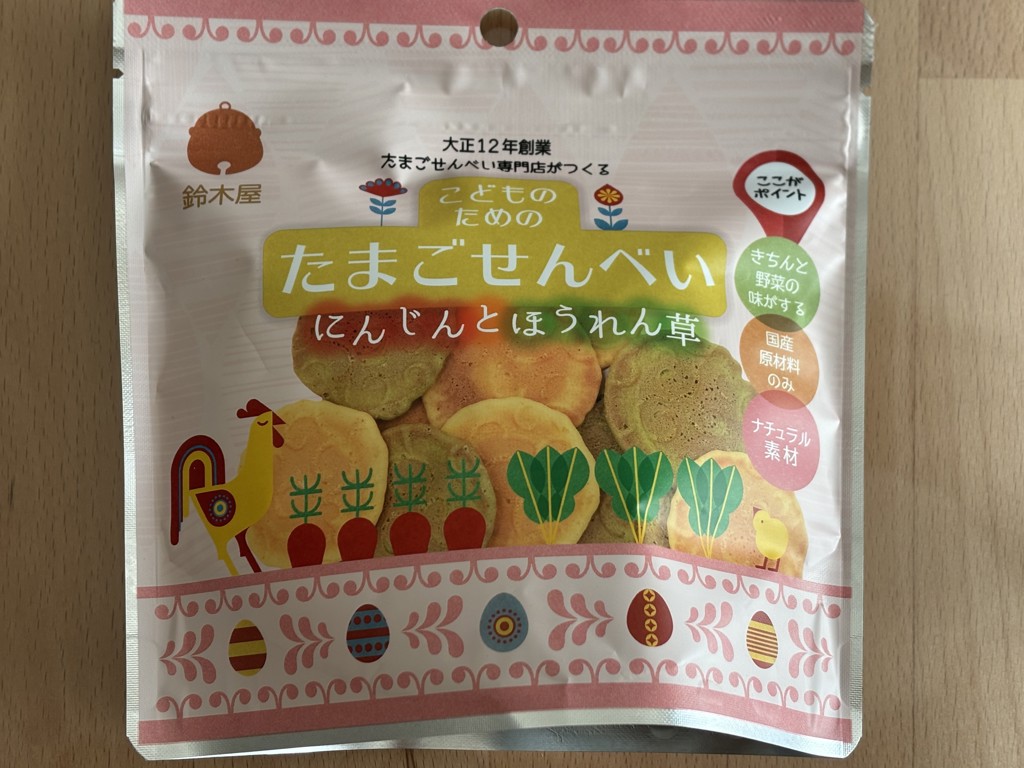 大正12年創業
たまごせんべい専門店がつくる
鈴木屋
こどもの
ための
たまごせんべい
にんじんとほうれん草
ここが
ポイント
きちんと
野菜の
味がする
国産
原材料
のみ
ナチュラル
素材